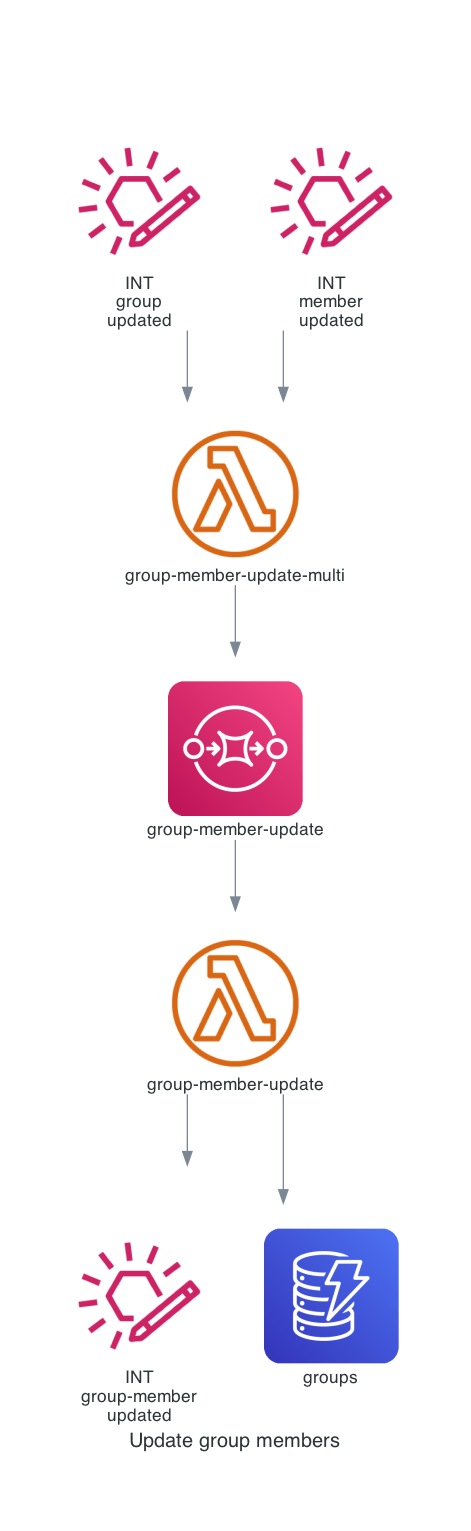 INT
group
updated
INT
member
updated
group-member-update-multi
group-member-update
group-member-update
INT
group-member
updated
groups
Update group members